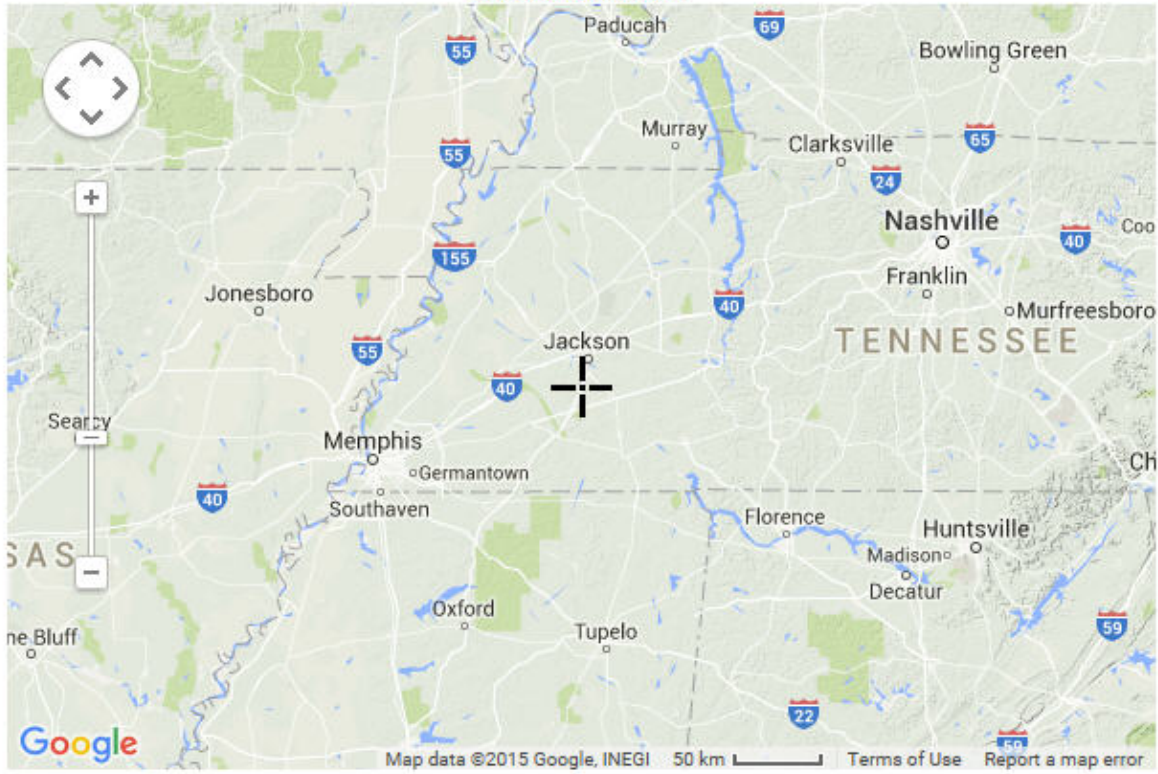 Paducah
69
55
Bowling Green
Murray
65
Clarksville
55
24
Nashville
40
Coo
155
Franklin
Jonesboro
40
Murfreesboro
TENNESSEE
Jackson
55
40
Searcy
Memphis
Germantown
Ch
40
Southaven
Florence
Huntsville
SAS
Madison
Decatur
Oxford
59
Tupelo
ne Bluff
22
Google
59
Map data ©2015 Google, INEGI 50 km Terms of Use Report a map error